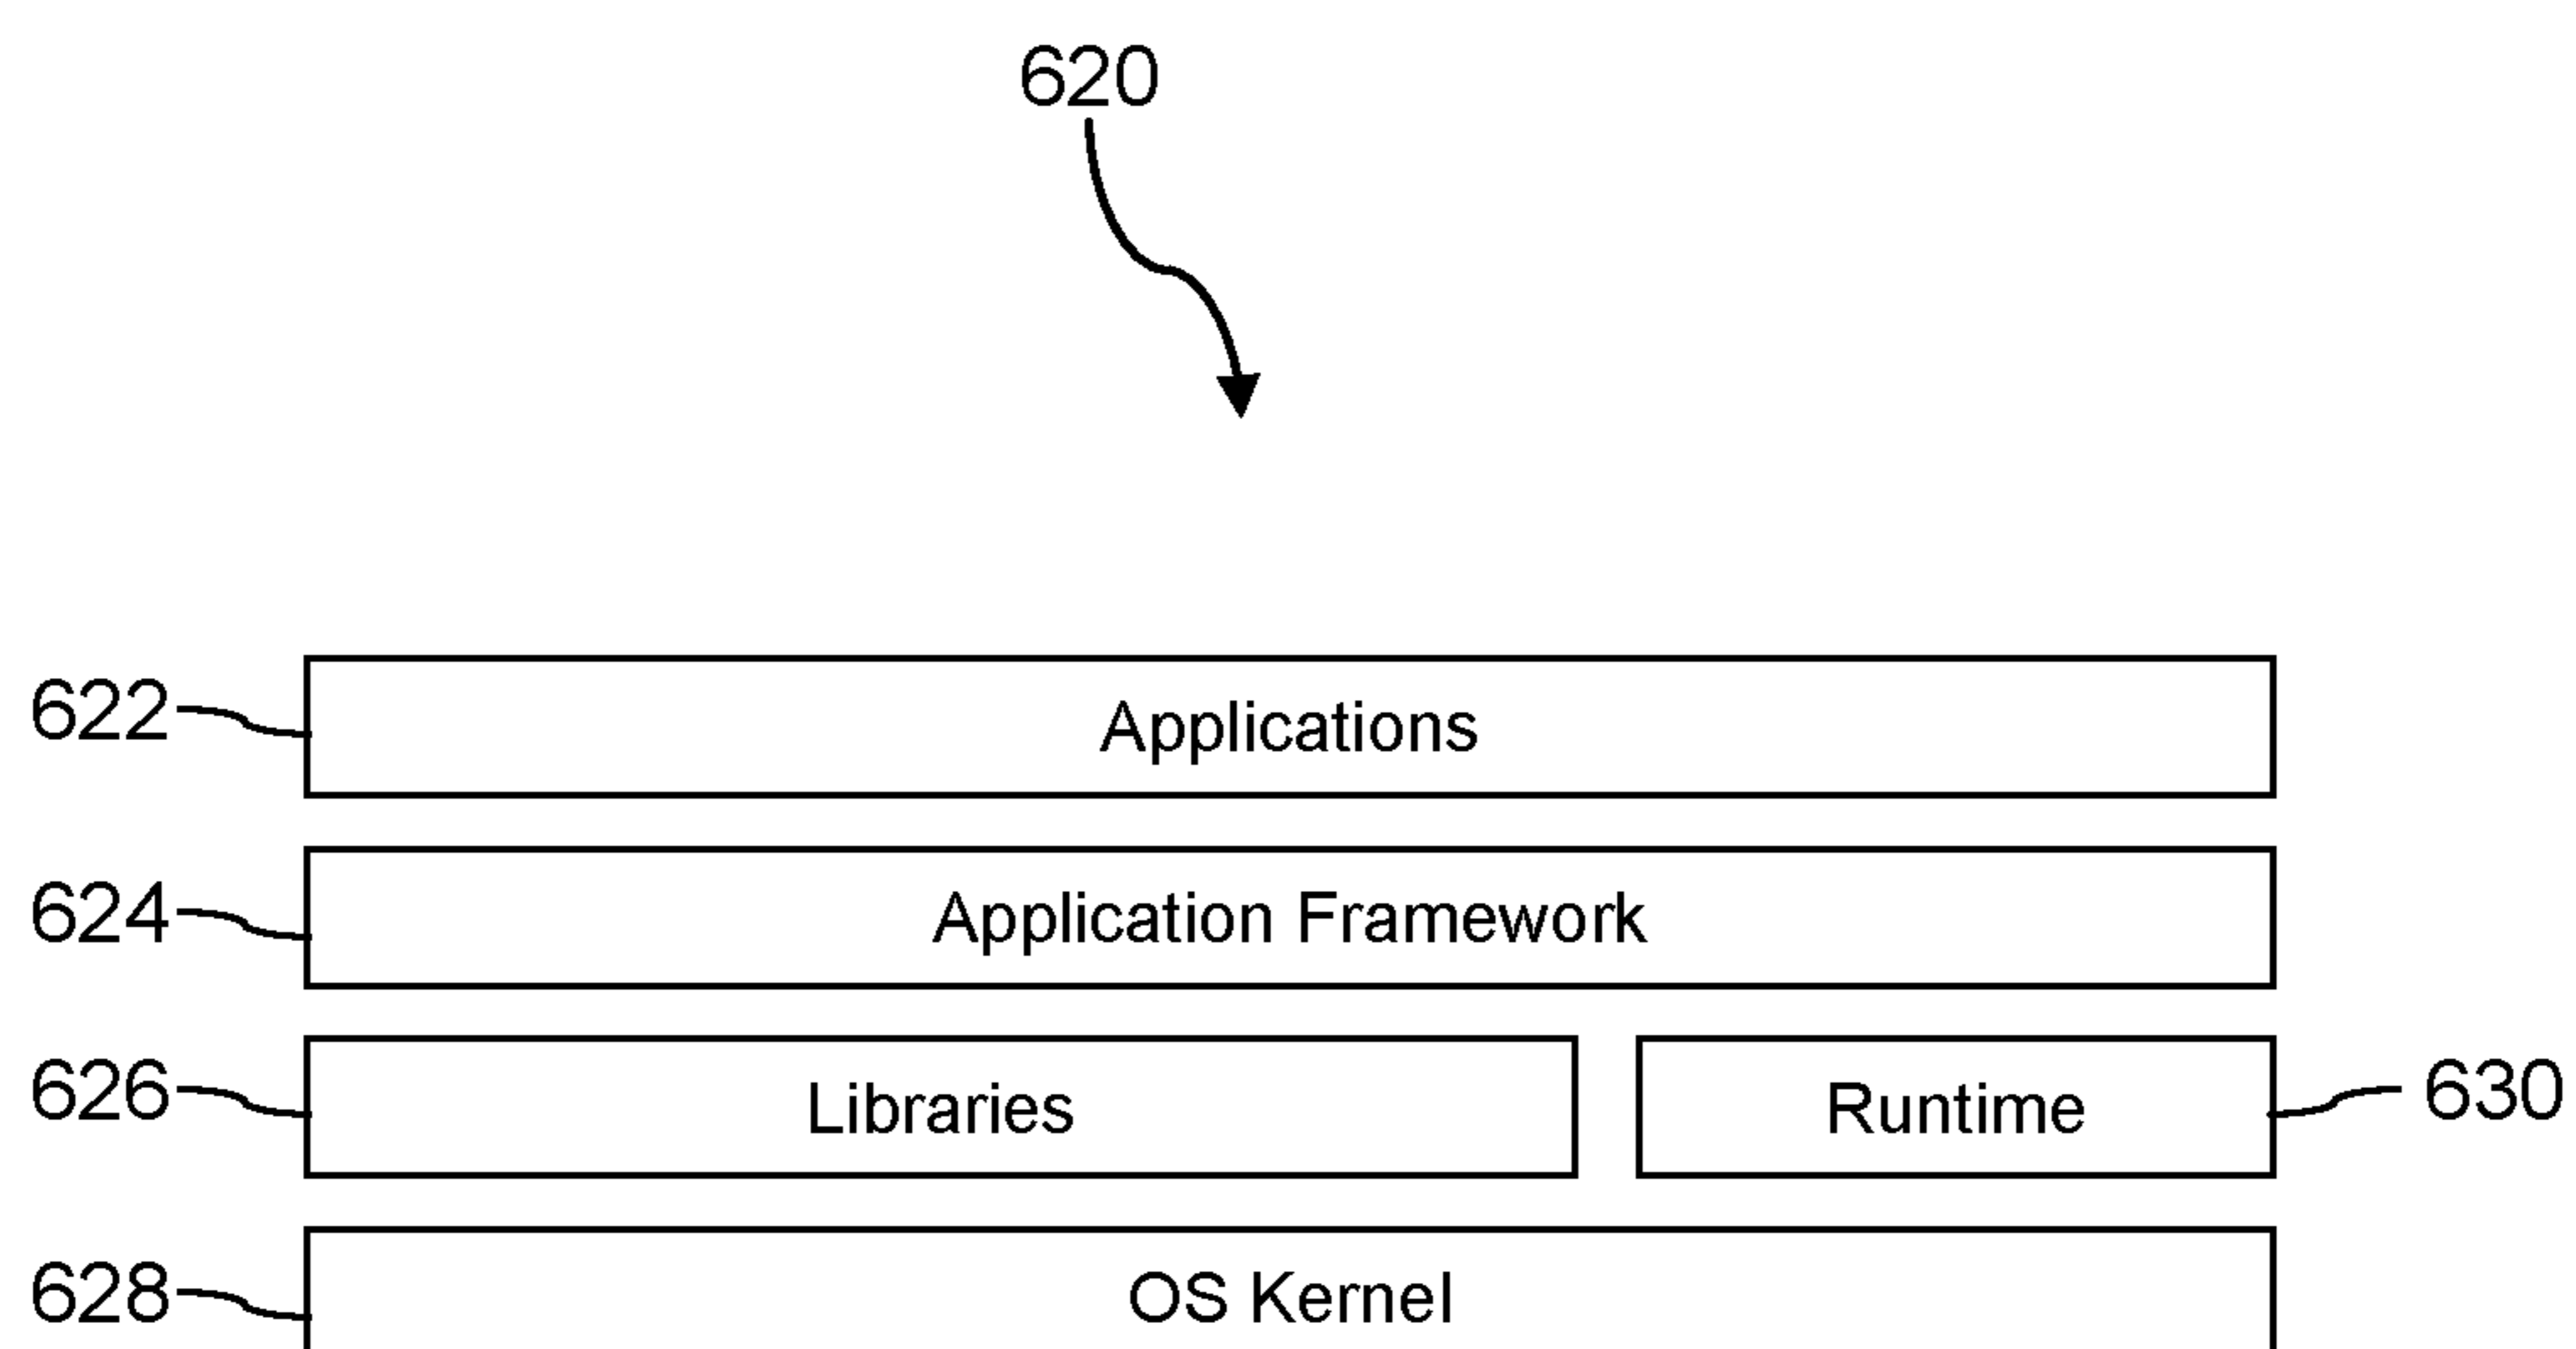 620
622 Applications
624 Application Framework
626 Libraries Runtime 630
628 OS Kernel